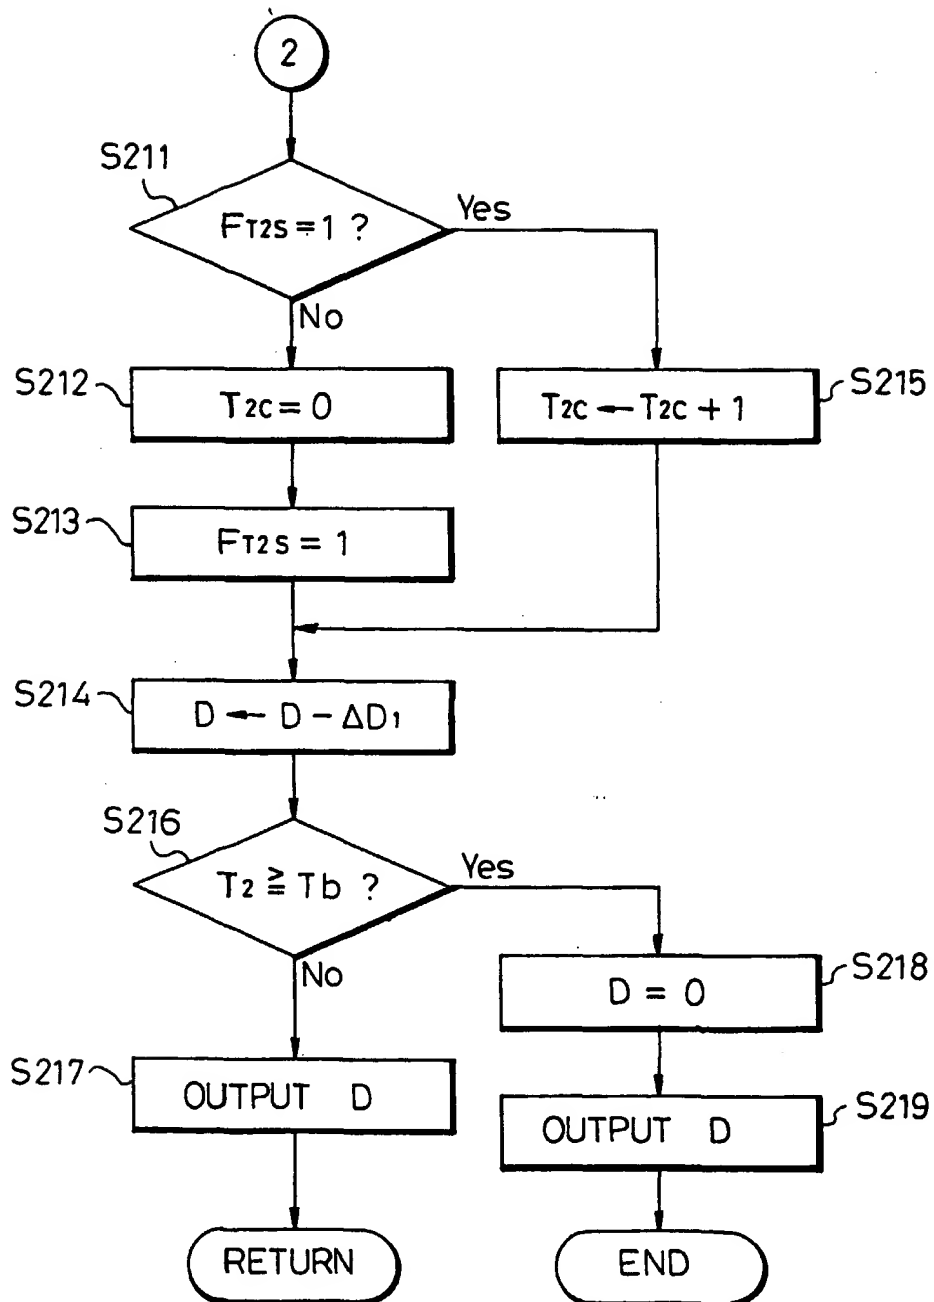 2
S211
FT2S = 1 ?
Yes
No
S212
T2C = 0
T2C ← T2C + 1
S215
S213
FT2S = 1
S214
D ← D - ΔD1
S216
T2 ≧ Tb ?
Yes
No
D = 0
S218
S217
OUTPUT D
OUTPUT D
S219
RETURN
END